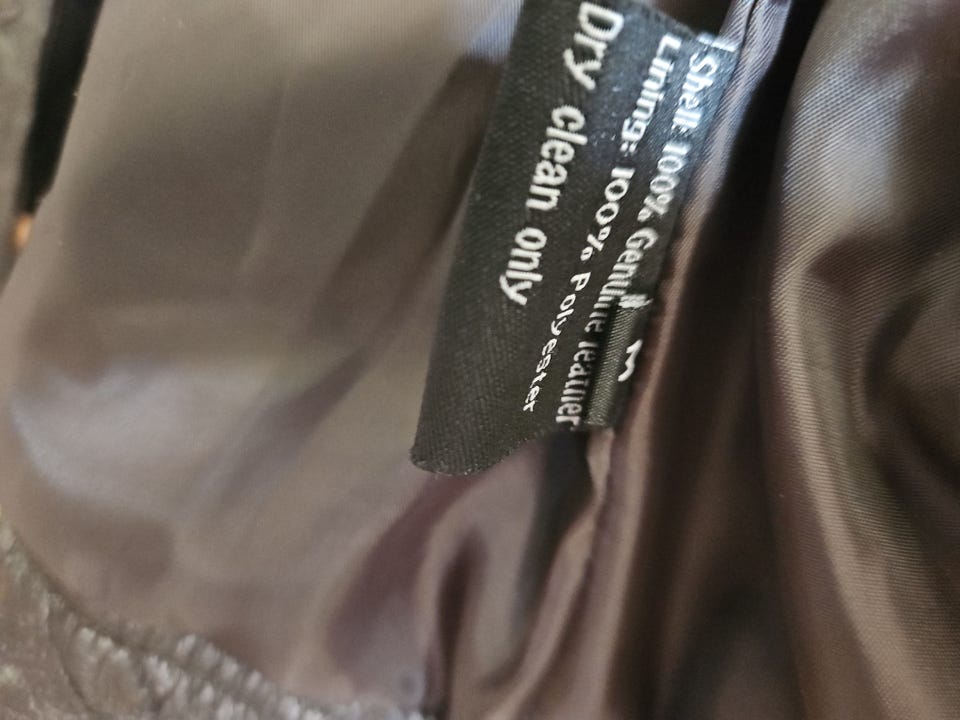 Shell: 100% Genuine leather
Lining: 100% Polyester
Dry clean only